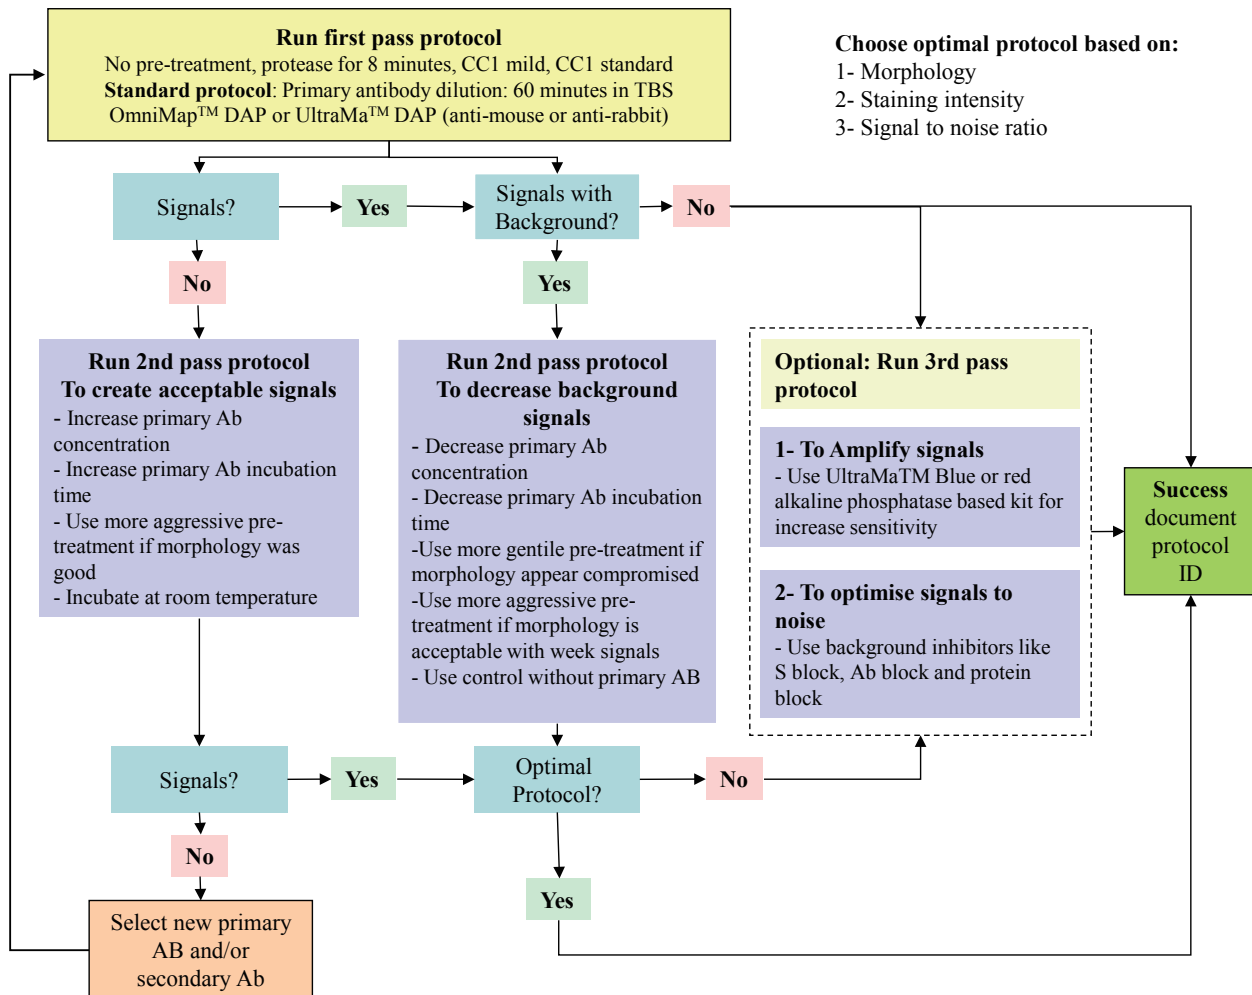 Run first pass protocol
No pre-treatment, protease for 8 minutes, CC1 mild, CC1 standard
Standard protocol: Primary antibody dilution: 60 minutes in TBS
OmniMap™ DAP or UltraMa™ DAP (anti-mouse or anti-rabbit)
Choose optimal protocol based on:
1- Morphology
2- Staining intensity
3- Signal to noise ratio
Signals?
Yes
Signals with
Background?
No
No
Yes
Run 2nd pass protocol
To create acceptable signals
- Increase primary Ab
concentration
- Increase primary Ab incubation
time
- Use more aggressive pre-
treatment if morphology was
good
- Incubate at room temperature
Run 2nd pass protocol
To decrease background
signals
- Decrease primary Ab
concentration
- Decrease primary Ab incubation
time
-Use more gentile pre-treatment if
morphology appear compromised
-Use more aggressive pre-
treatment if morphology is
acceptable with week signals
- Use control without primary AB
Optional: Run 3rd pass
protocol
1- To Amplify signals
- Use UltraMaTM Blue or red
alkaline phosphatase based kit for
increase sensitivity
2- To optimise signals to
noise
- Use background inhibitors like
S block, Ab block and protein
block
Success
document
protocol
ID
Signals?
Yes
Optimal
Protocol?
No
No
Yes
Select new primary
AB and/or
secondary Ab